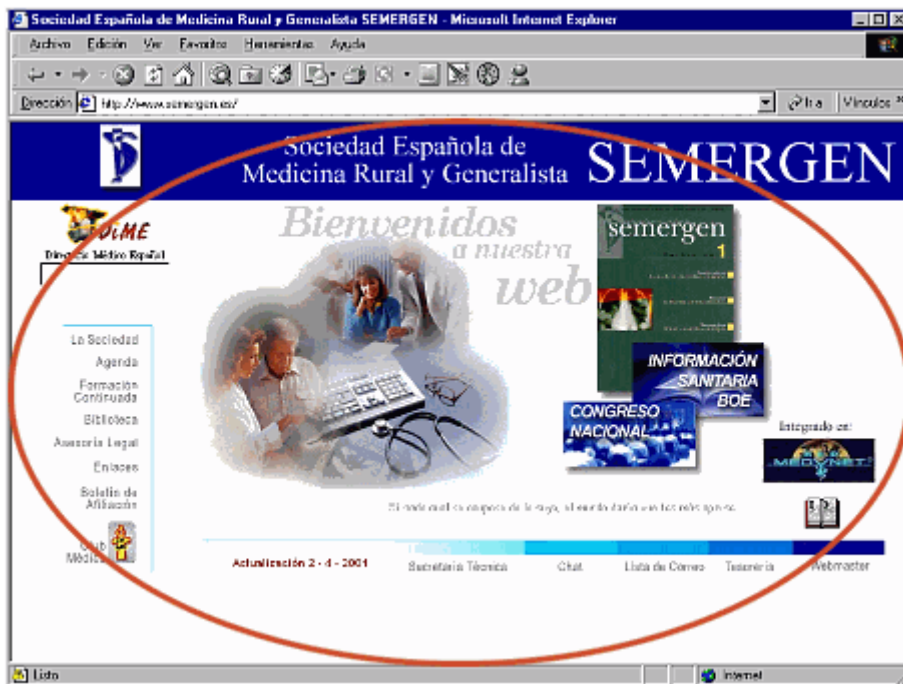 Sociedad Española de Medicina Rural y Generalista SEMERGEN - Microsoft Internet Explorer
Archivo Edición Ver Favoritos Herramientas Ayuda
Dirección http://www.semergen.es/ Ir a Vínculos »
Sociedad Española de
Medicina Rural y Generalista SEMERGEN
DiME
Directorio Médico Español
Bienvenidos
a nuestra
web
semergen
1
La Sociedad
Agenda
Formación
Continuada
Biblioteca
Asesoría Legal
Enlaces
Boletín de
Afiliación
Club
Médico
INFORMACIÓN
SANITARIA
BOE
CONGRESO
NACIONAL
Integrado en:
MEDYNET
Actualización 2 - 4 - 2001
Secretaría Técnica Chat Lista de Correo Tesorería Webmaster
Listo Internet